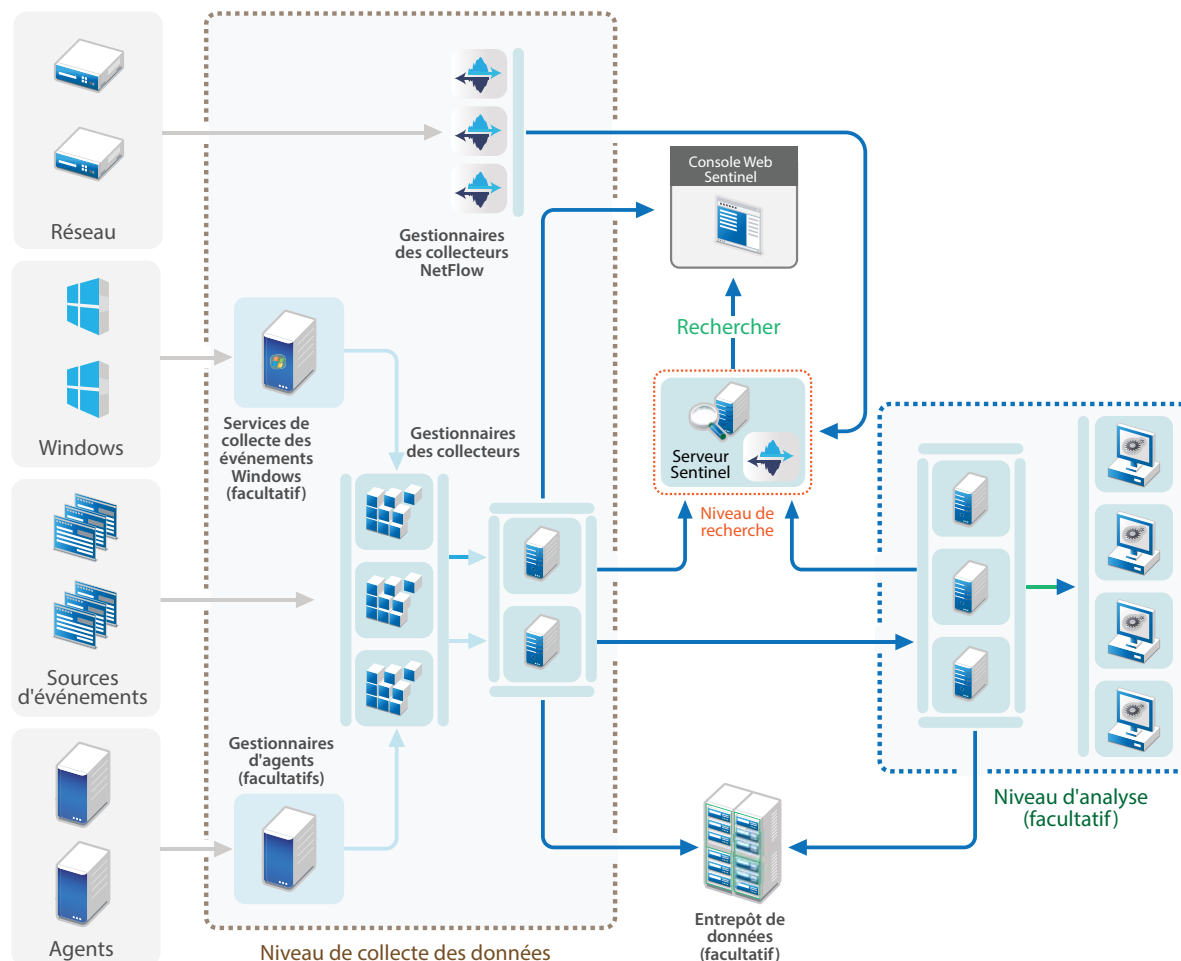 Réseau
Gestionnaires
des collecteurs
NetFlow
Console Web
Sentinel
Rechercher
Windows
Services de
collecte des
événements
Windows
(facultatif)
Gestionnaires
des collecteurs
Serveur
Sentinel
Niveau de
recherche
Sources
d'événements
Gestionnaires
d'agents
(facultatifs)
Agents
Niveau de collecte des données
Entrepôt de
données
(facultatif)
Niveau d'analyse
(facultatif)